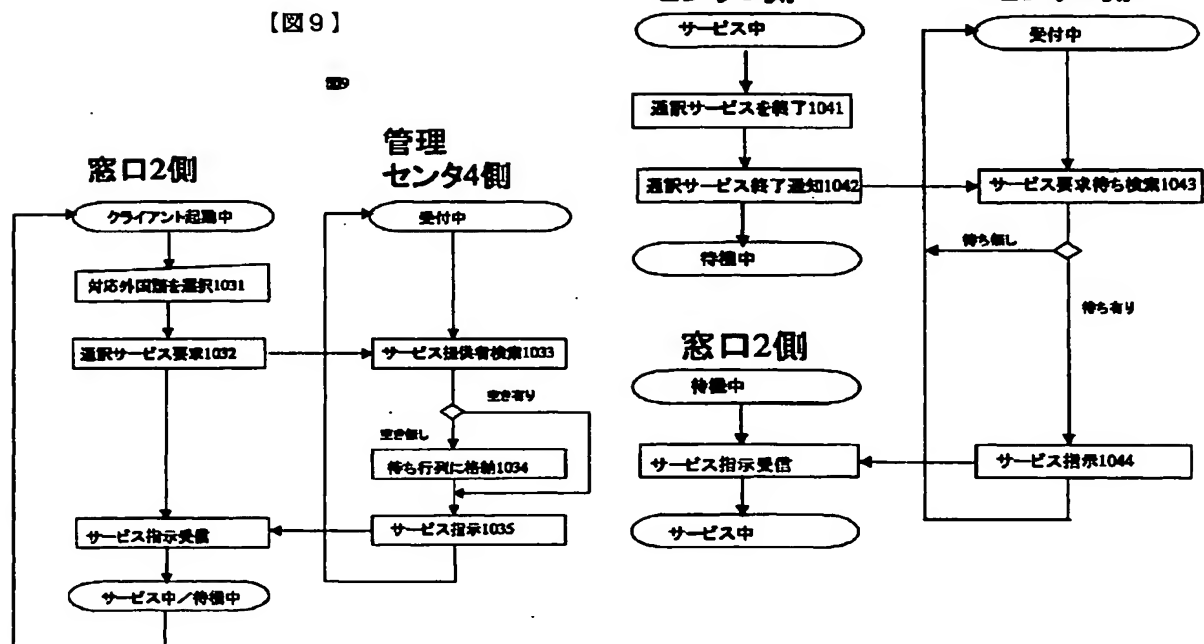 【図9】
図9
窓口2側
管理
センタ4側
クライアント起動中
受付中
対応外国語を選択1031
通訳サービス要求1032
サービス提供者検索1033
空き有り
空き無し
待ち行列に格納1034
サービス指示受信
サービス指示1035
サービス中/待機中
サービス中
受付中
通訳サービスを終了1041
通訳サービス終了通知1042
サービス要求待ち検索1043
待ち無し
待機中
待ち有り
窓口2側
待機中
サービス指示受信
サービス指示1044
サービス中